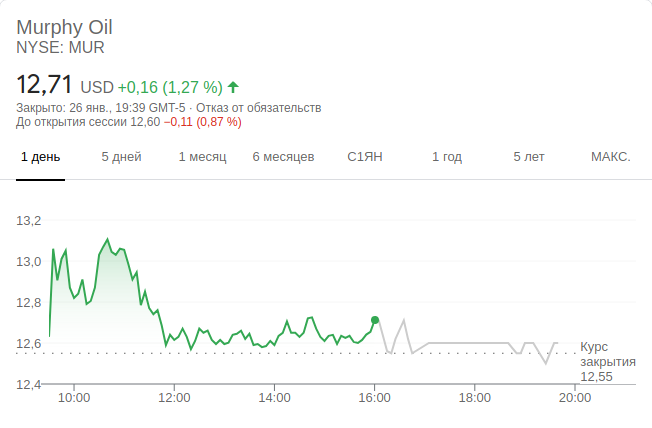 Murphy Oil
NYSE: MUR
12,71 USD +0,16 (1,27 %)
Закрыто: 26 янв., 19:39 GMT-5 · Отказ от обязательств
До открытия сессии 12,60 −0,11 (0,87 %)
1 день 5 дней 1 месяц 6 месяцев С1ЯН 1 год 5 лет МАКС.
13,2
13,0
12,8
12,6
Курс
закрытия
12,55
12,4
10:00 12:00 14:00 16:00 18:00 20:00